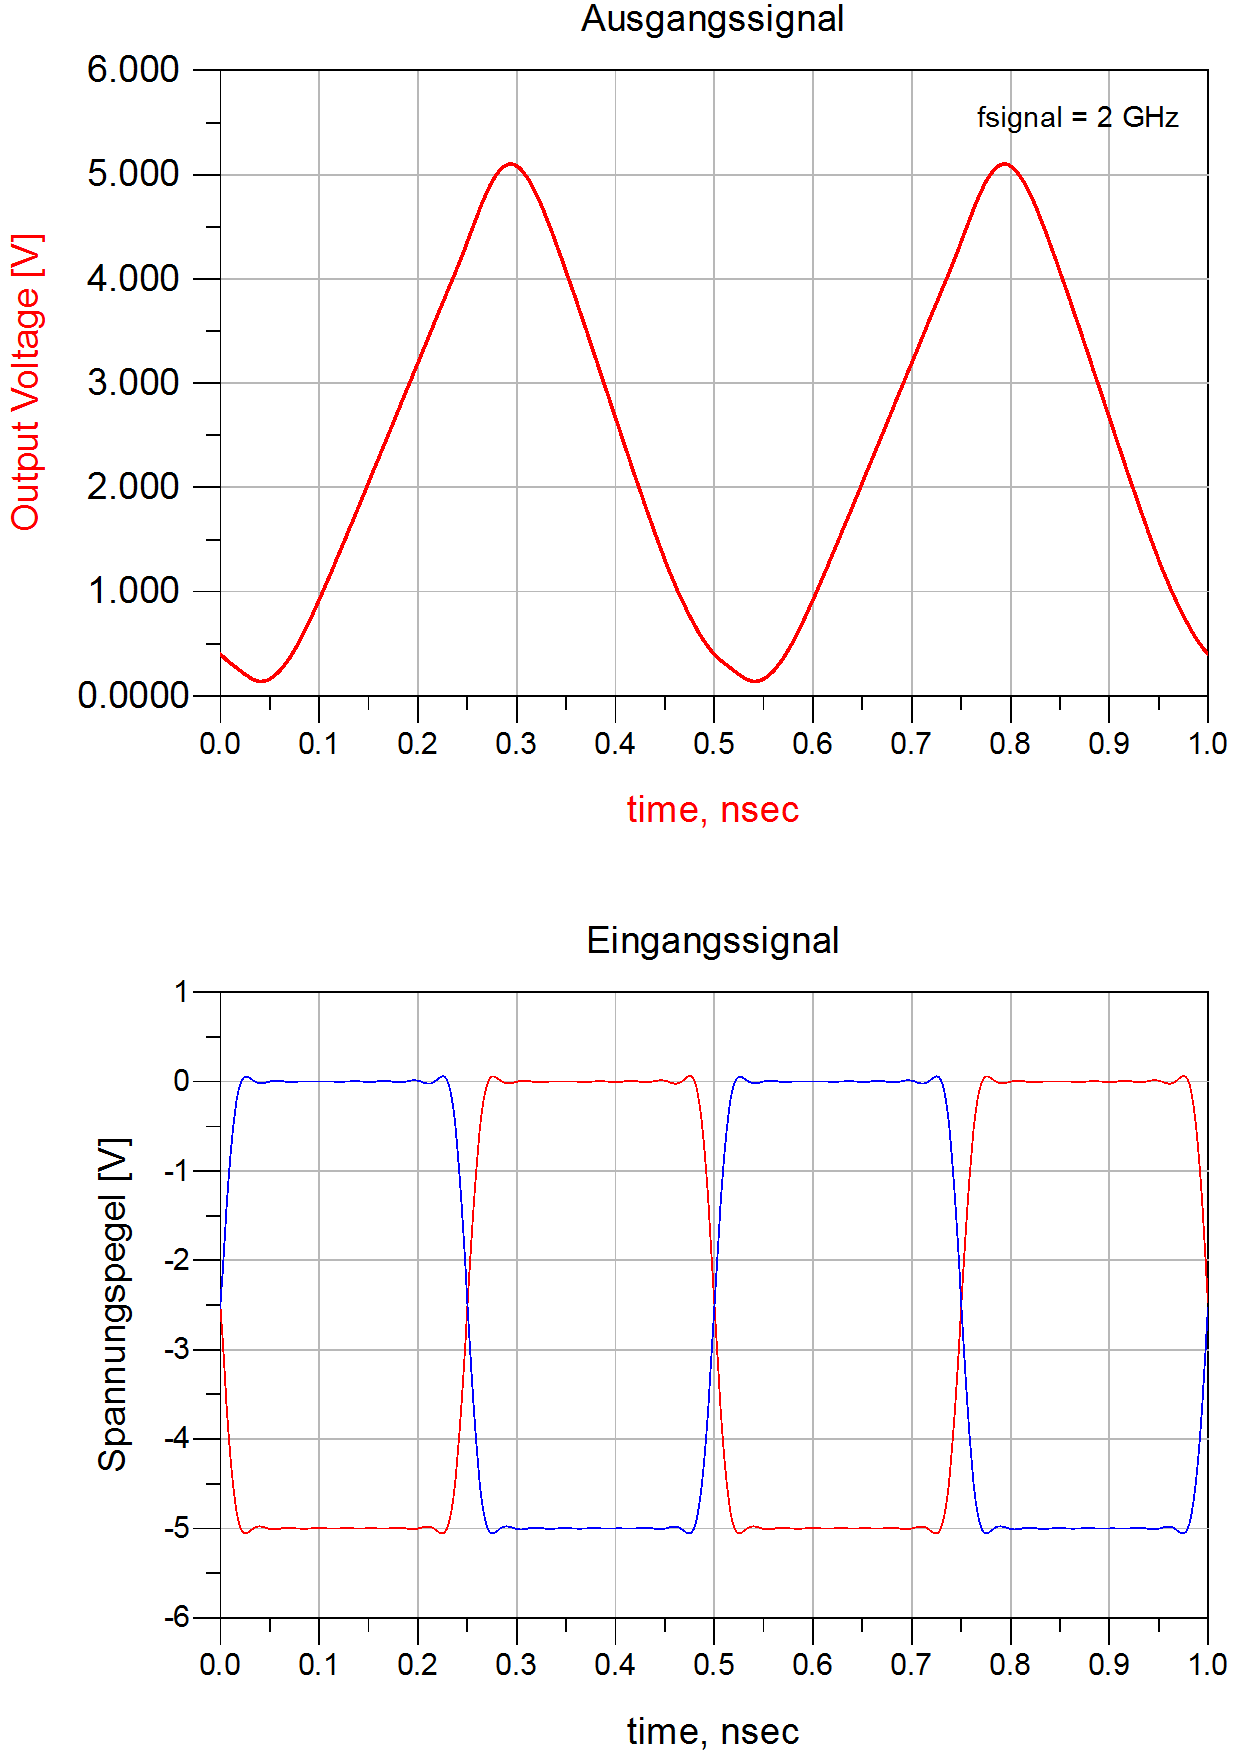 Ausgangssignal
fsignal = 2 GHz
Output Voltage [V]
6.000
5.000
4.000
3.000
2.000
1.000
0.0000
0.0 0.1 0.2 0.3 0.4 0.5 0.6 0.7 0.8 0.9 1.0
time, nsec
Eingangssignal
Spannungspegel [V]
1
0
-1
-2
-3
-4
-5
-6
0.0 0.1 0.2 0.3 0.4 0.5 0.6 0.7 0.8 0.9 1.0
time, nsec